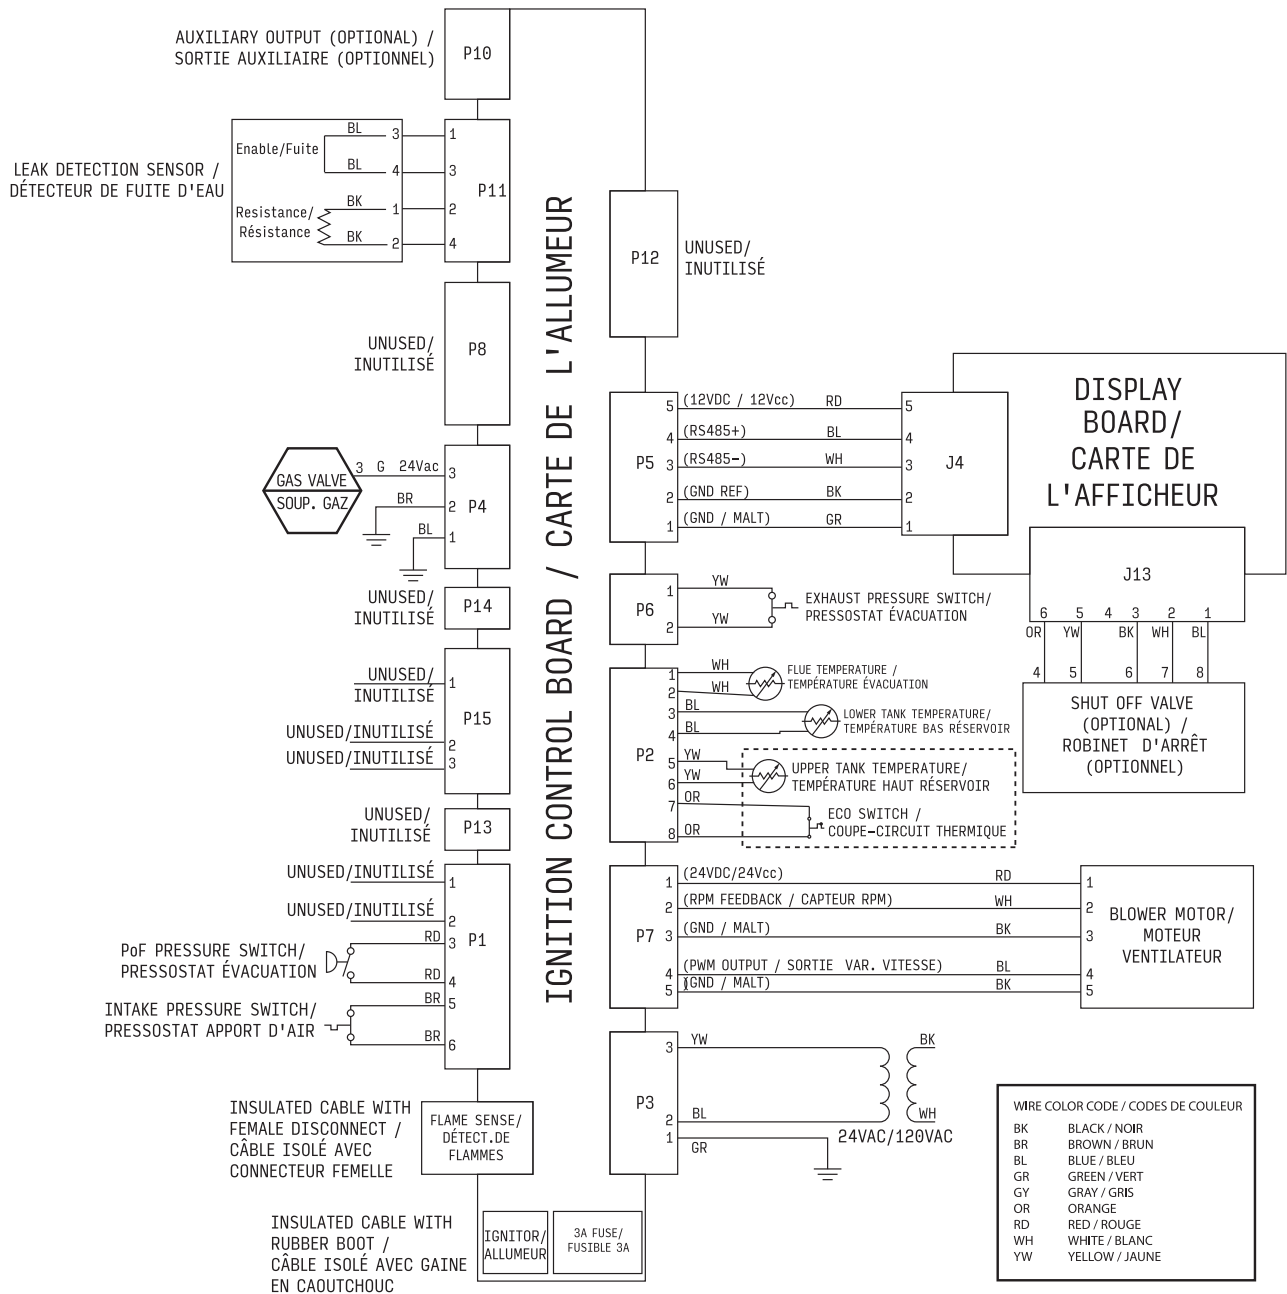 AUXILIARY OUTPUT (OPTIONAL) /
SORTIE AUXILIAIRE (OPTIONNEL)
P10
LEAK DETECTION SENSOR /
DÉTECTEUR DE FUITE D'EAU
Enable/Fuite
BL 3 1
BL 4 3
Resistance/
Résistance
BK 1 2
BK 2 4
P11
UNUSED/
INUTILISÉ
P8
GAS VALVE
SOUP. GAZ
3 G 24Vac 3
BR 2
BL 1
P4
UNUSED/
INUTILISÉ
P14
UNUSED/
INUTILISÉ
1
UNUSED/INUTILISÉ
2
UNUSED/INUTILISÉ
3
P15
UNUSED/
INUTILISÉ
P13
UNUSED/INUTILISÉ
1
UNUSED/INUTILISÉ
2
PoF PRESSURE SWITCH/
PRESSOSTAT ÉVACUATION
RD 3
RD 4
INTAKE PRESSURE SWITCH/
PRESSOSTAT APPORT D'AIR
BR 5
BR 6
P1
INSULATED CABLE WITH
FEMALE DISCONNECT /
CÂBLE ISOLÉ AVEC
CONNECTEUR FEMELLE
FLAME SENSE/
DÉTECT.DE
FLAMMES
INSULATED CABLE WITH
RUBBER BOOT /
CÂBLE ISOLÉ AVEC GAINE
EN CAOUTCHOUC
IGNITOR/
ALLUMEUR
3A FUSE/
FUSIBLE 3A
IGNITION CONTROL BOARD / CARTE DE L'ALLUMEUR
P12
UNUSED/
INUTILISÉ
P5
5 (12VDC / 12Vcc) RD 5
4 (RS485+) BL 4
3 (RS485-) WH 3
2 (GND REF) BK 2
1 (GND / MALT) GR 1
J4
DISPLAY
BOARD/
CARTE DE
L'AFFICHEUR
J13
6 5 4 3 2 1
OR YW BK WH BL
4 5 6 7 8
SHUT OFF VALVE
(OPTIONAL) /
ROBINET D'ARRÊT
(OPTIONNEL)
P6
1 YW
2 YW
EXHAUST PRESSURE SWITCH/
PRESSOSTAT ÉVACUATION
P2
1 WH
2 WH
FLUE TEMPERATURE /
TEMPÉRATURE ÉVACUATION
3 BL
4 BL
LOWER TANK TEMPERATURE/
TEMPÉRATURE BAS RÉSERVOIR
5 YW
6 YW
UPPER TANK TEMPERATURE/
TEMPÉRATURE HAUT RÉSERVOIR
7 OR
8 OR
ECO SWITCH /
COUPE-CIRCUIT THERMIQUE
P7
1 (24VDC/24Vcc) RD 1
2 (RPM FEEDBACK / CAPTEUR RPM) WH 2
3 (GND / MALT) BK 3
4 (PWM OUTPUT / SORTIE VAR. VITESSE) BL 4
5 (GND / MALT) BK 5
BLOWER MOTOR/
MOTEUR
VENTILATEUR
P3
3 YW BK
2 BL WH
1 GR
24VAC/120VAC
WIRE COLOR CODE / CODES DE COULEUR
BK BLACK / NOIR
BR BROWN / BRUN
BL BLUE / BLEU
GR GREEN / VERT
GY GRAY / GRIS
OR ORANGE
RD RED / ROUGE
WH WHITE / BLANC
YW YELLOW / JAUNE